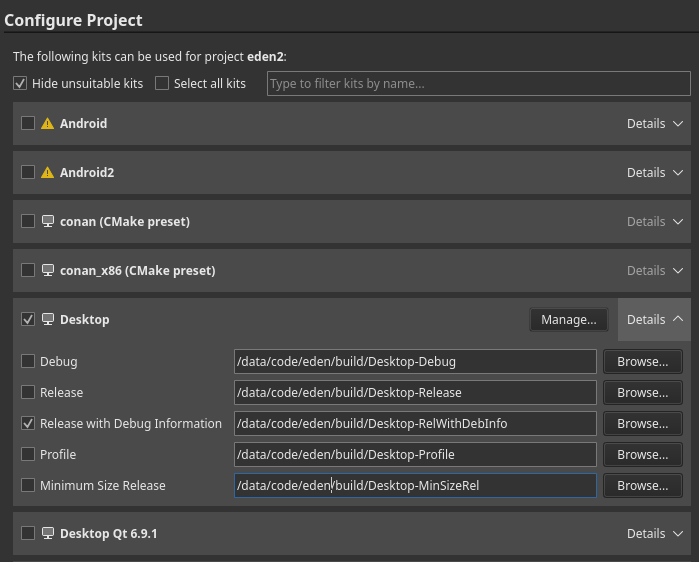 Configure Project
The following kits can be used for project eden2:
Hide unsuitable kits Select all kits Type to filter kits by name...
Android Details
Android2 Details
conan (CMake preset) Details
conan_x86 (CMake preset) Details
Desktop Manage... Details
Debug /data/code/eden/build/Desktop-Debug Browse...
Release /data/code/eden/build/Desktop-Release Browse...
Release with Debug Information /data/code/eden/build/Desktop-RelWithDebInfo Browse...
Profile /data/code/eden/build/Desktop-Profile Browse...
Minimum Size Release /data/code/eden/build/Desktop-MinSizeRel Browse...
Desktop Qt 6.9.1 Details